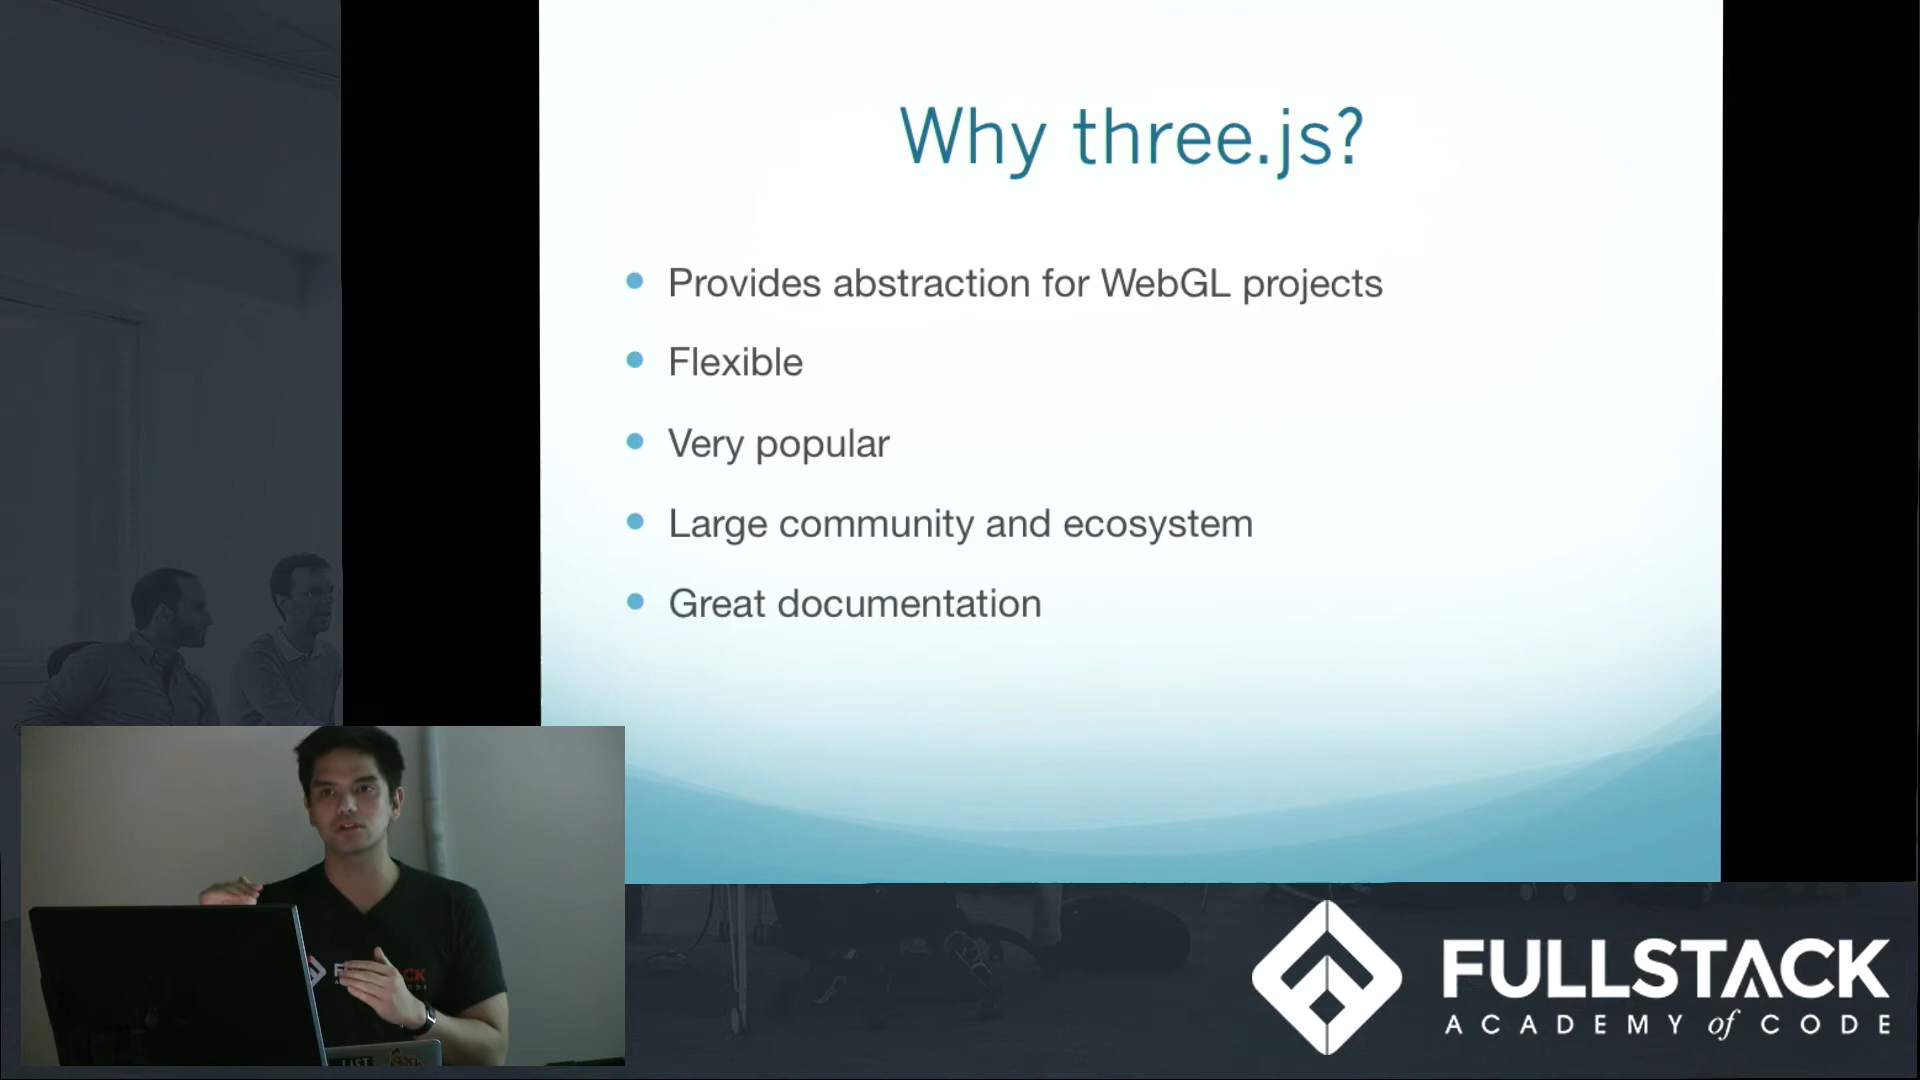 Why three.js?
Provides abstraction for WebGL projects
Flexible
Very popular
Large community and ecosystem
Great documentation
FULLSTACK
ACADEMY of CODE
LIST